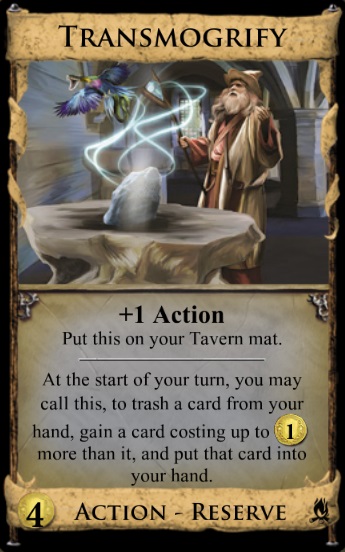 TRANSMOGRIFY
+1 Action
Put this on your Tavern mat.
At the start of your turn, you may
call this, to trash a card from your
hand, gain a card costing up to 1
more than it, and put that card into
your hand.
4 ACTION - RESERVE